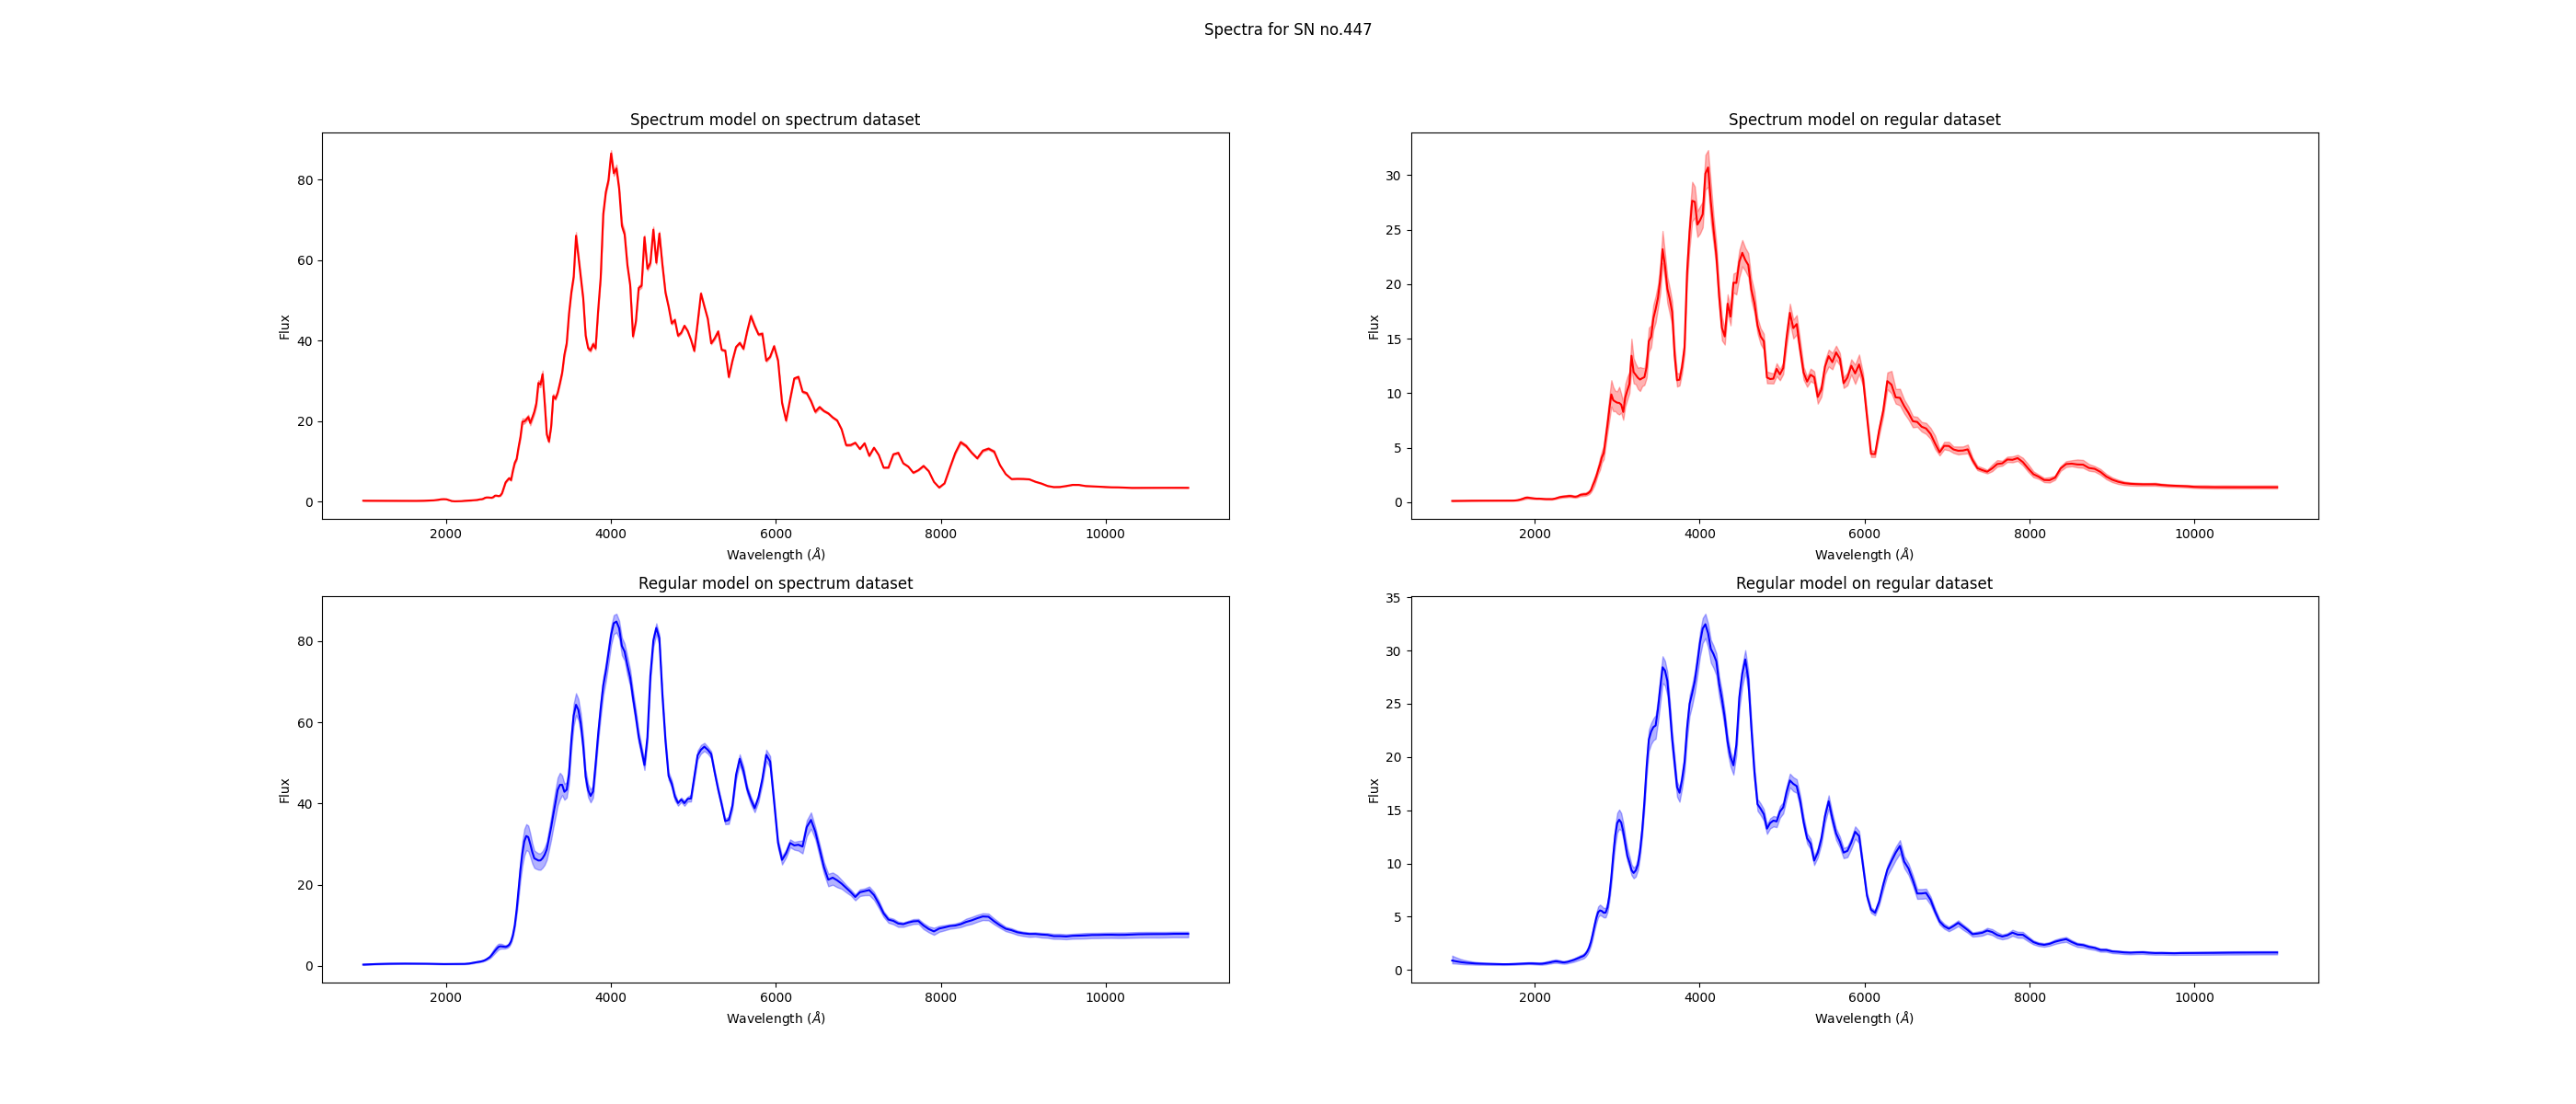 Spectra for SN no.447
Spectrum model on spectrum dataset
80
60
40
20
0
Flux
2000 4000 6000 8000 10000
Wavelength (Å)
Spectrum model on regular dataset
30
25
20
15
10
5
0
Flux
2000 4000 6000 8000 10000
Wavelength (Å)
Regular model on spectrum dataset
80
60
40
20
0
Flux
2000 4000 6000 8000 10000
Wavelength (Å)
Regular model on regular dataset
35
30
25
20
15
10
5
0
Flux
2000 4000 6000 8000 10000
Wavelength (Å)